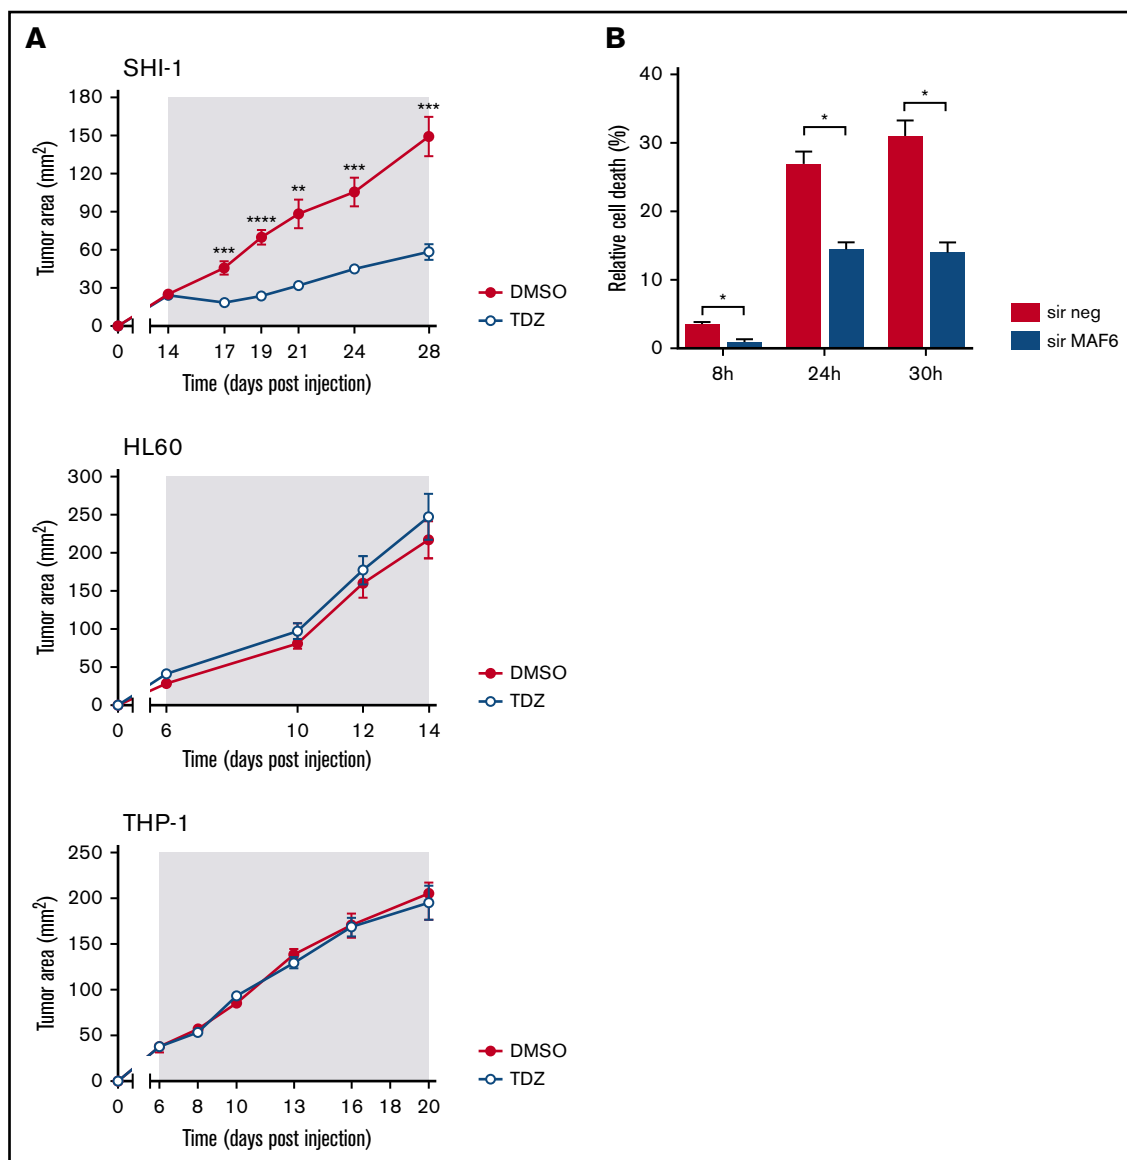 A
SHI-1
Tumor area (mm²)
180
150
120
90
60
30
0
***
****
**
***
***
0 14 17 19 21 24 28
Time (days post injection)
DMSO
TDZ
HL60
Tumor area (mm²)
300
250
200
150
100
50
0
0 6 10 12 14
Time (days post injection)
DMSO
TDZ
THP-1
Tumor area (mm²)
250
200
150
100
50
0
0 6 8 10 13 16 18 20
Time (days post injection)
DMSO
TDZ
B
Relative cell death (%)
40
30
20
10
0
*
*
*
8h 24h 30h
sir neg
sir MAF6